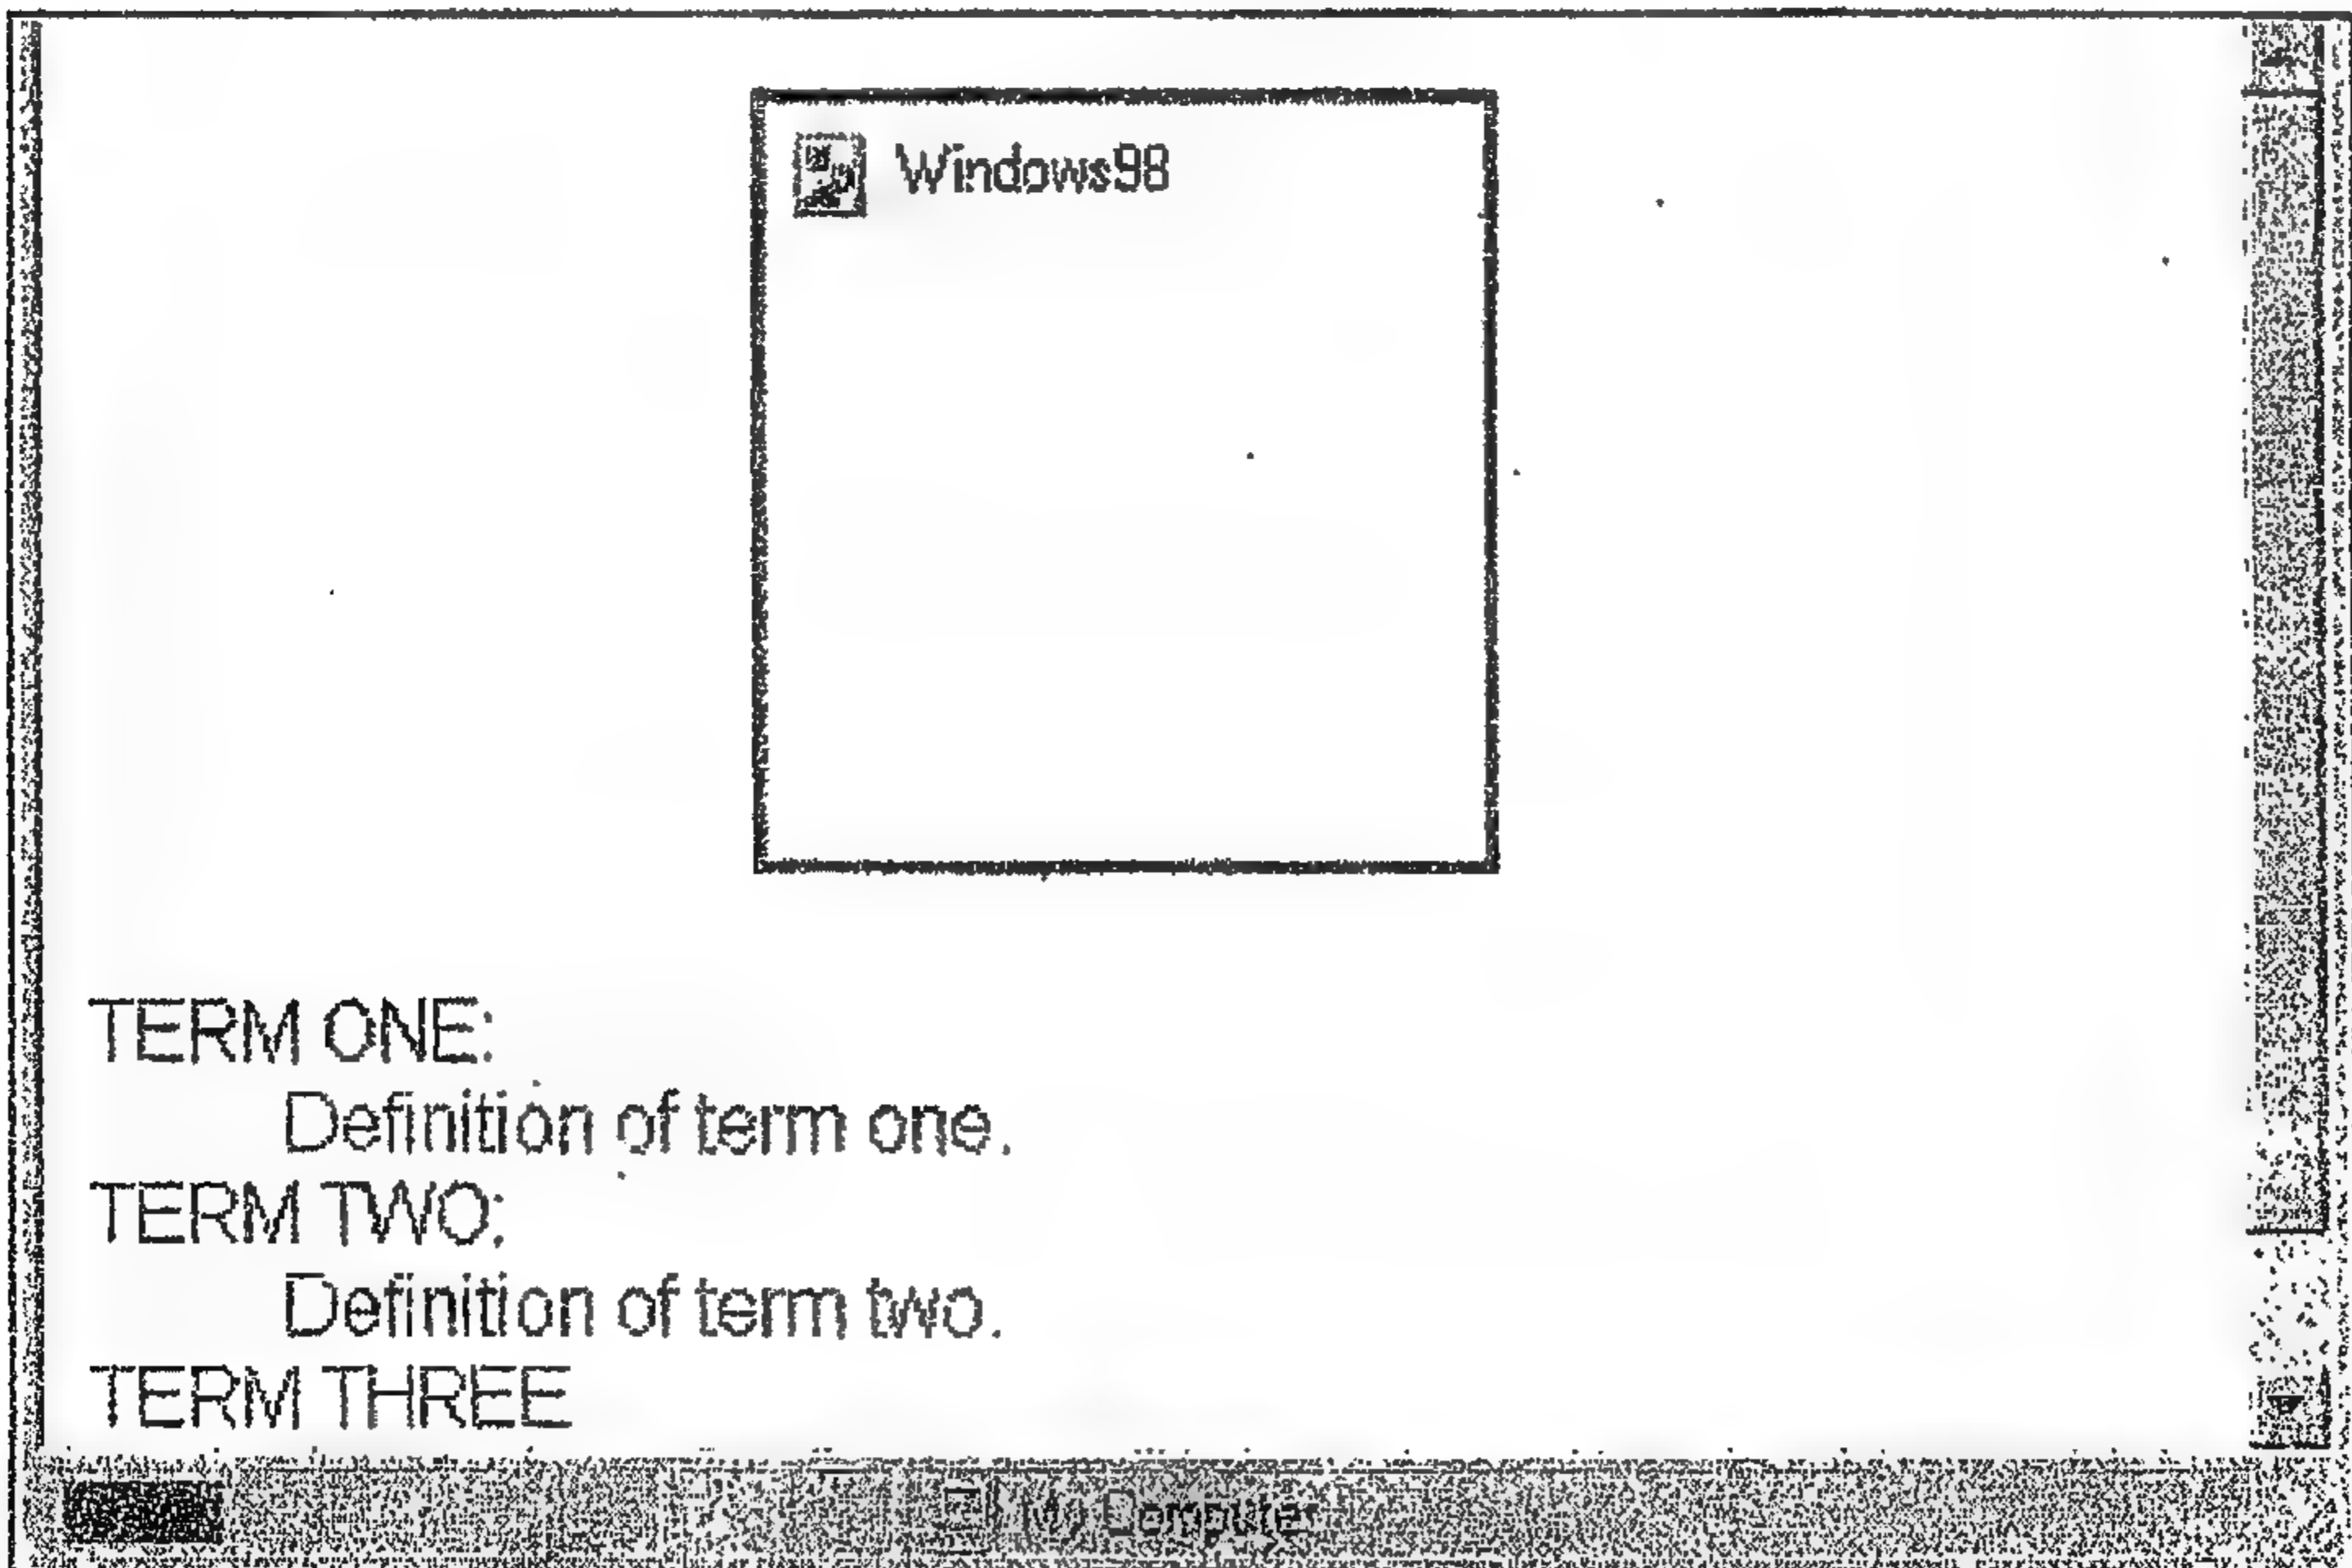 Windows98
TERM ONE:
Definition of term one.
TERM TWO:
Definition of term two.
TERM THREE
My Computer